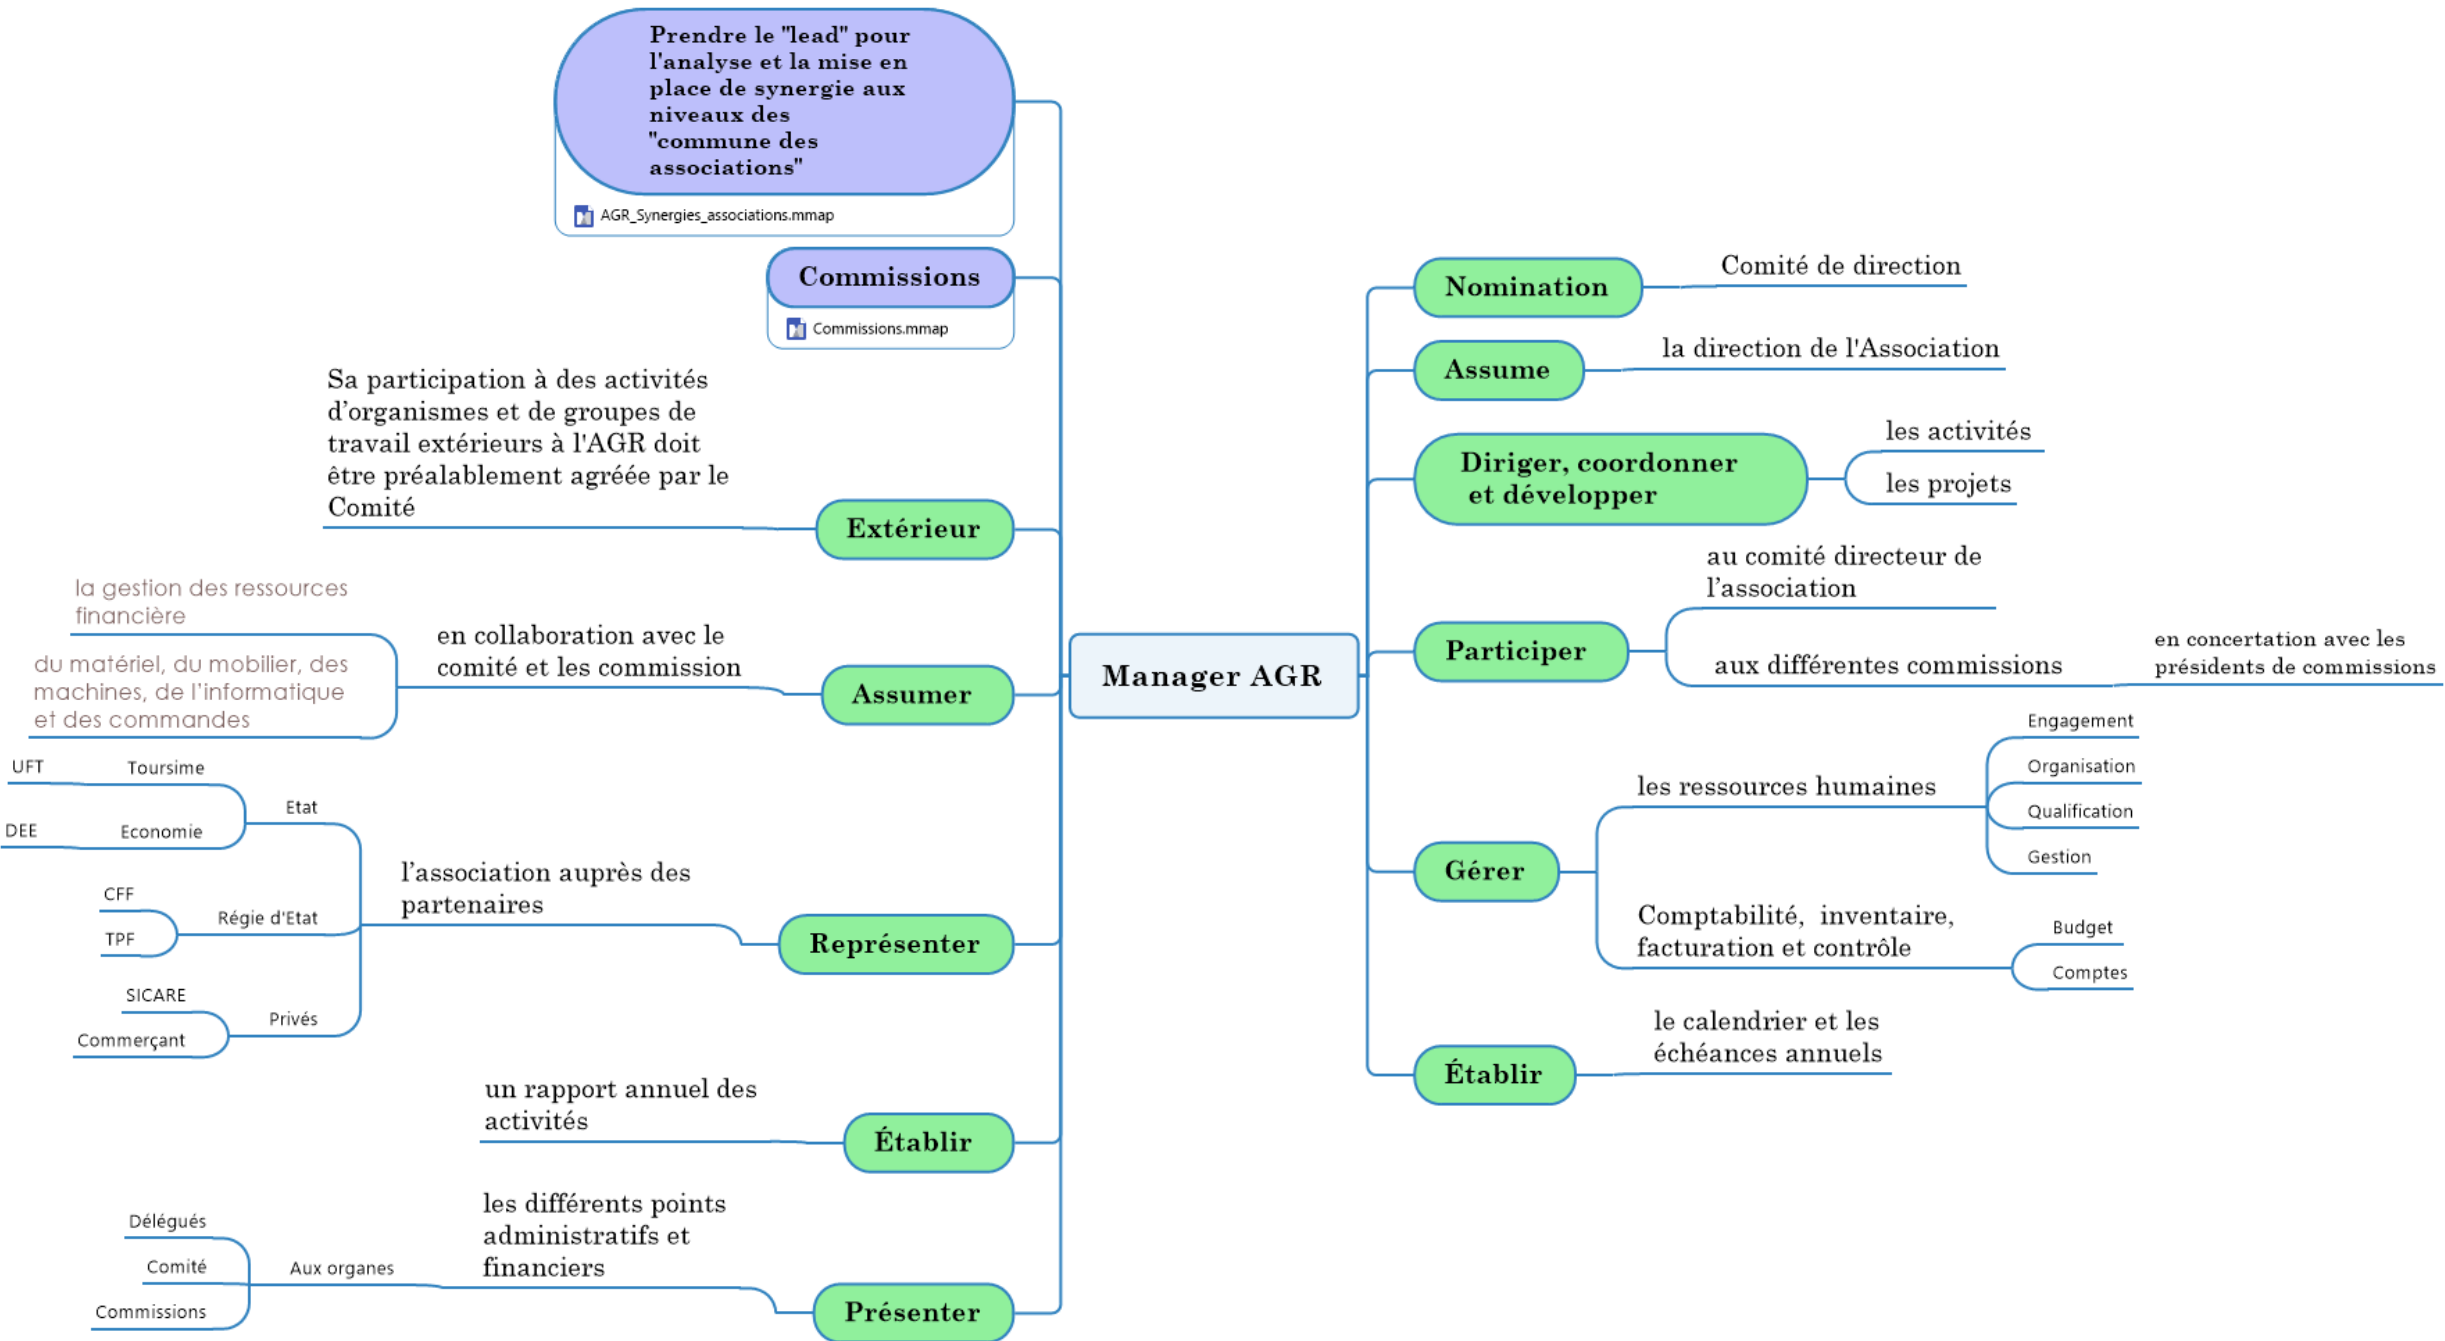 Prendre le "lead" pour
l'analyse et la mise en
place de synergie aux
niveaux des
"commune des
associations"
AGR_Synergies_associations.mmap
Commissions
Commissions.mmap
Sa participation à des activités
d’organismes et de groupes de
travail extérieurs à l'AGR doit
être préalablement agréée par le
Comité
Extérieur
la gestion des ressources
financière
du matériel, du mobilier, des
machines, de l’informatique
et des commandes
en collaboration avec le
comité et les commission
Assumer
UFT
Toursime
DEE
Economie
Etat
CFF
TPF
Régie d'Etat
SICARE
Commerçant
Privés
l’association auprès des
partenaires
Représenter
un rapport annuel des
activités
Établir
Délégués
Comité
Commissions
Aux organes
les différents points
administratifs et
financiers
Présenter
Manager AGR
Nomination
Comité de direction
Assume
la direction de l'Association
Diriger, coordonner
et développer
les activités
les projets
Participer
au comité directeur de
l’association
aux différentes commissions
en concertation avec les
présidents de commissions
Gérer
les ressources humaines
Engagement
Organisation
Qualification
Gestion
Comptabilité, inventaire,
facturation et contrôle
Budget
Comptes
Établir
le calendrier et les
échéances annuels